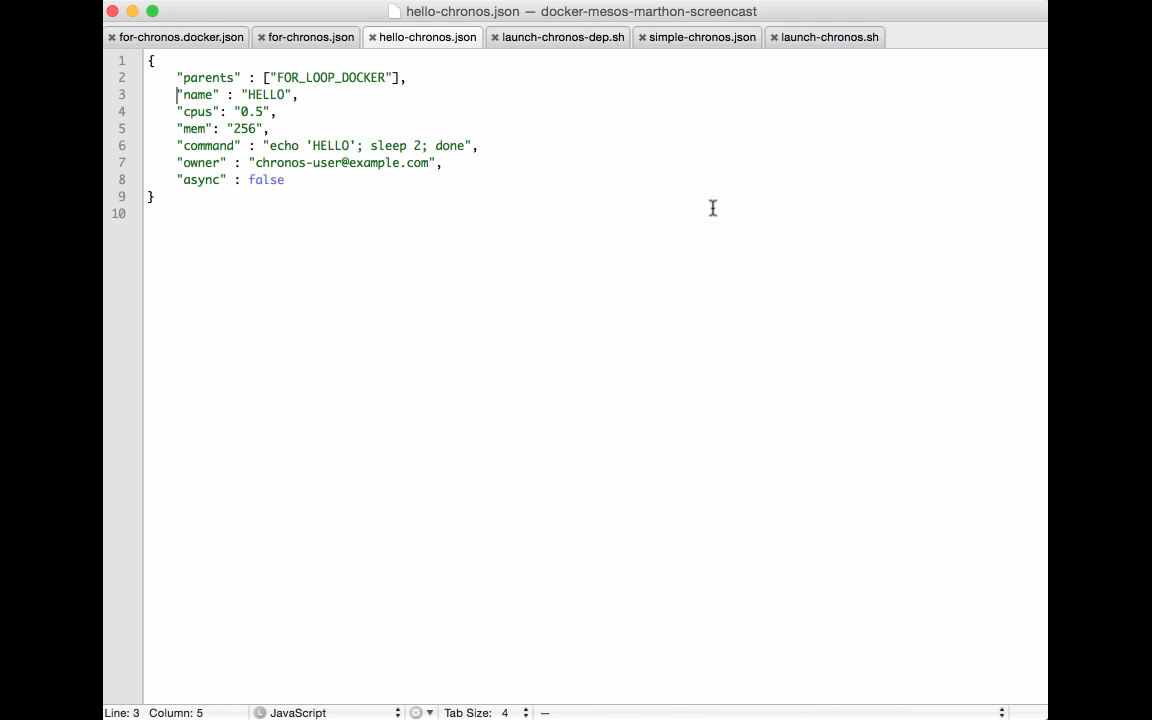 hello-chronos.json — docker-mesos-marthon-screencast
for-chronos.docker.json for-chronos.json hello-chronos.json launch-chronos-dep.sh simple-chronos.json launch-chronos.sh
1 {
2 "parents" : ["FOR_LOOP_DOCKER"],
3 "name" : "HELLO",
4 "cpus": "0.5",
5 "mem": "256",
6 "command" : "echo 'HELLO'; sleep 2; done",
7 "owner" : "chronos-user@example.com",
8 "async" : false
9 }
10
Line: 3 Column: 5 L JavaScript Tab Size: 4 —